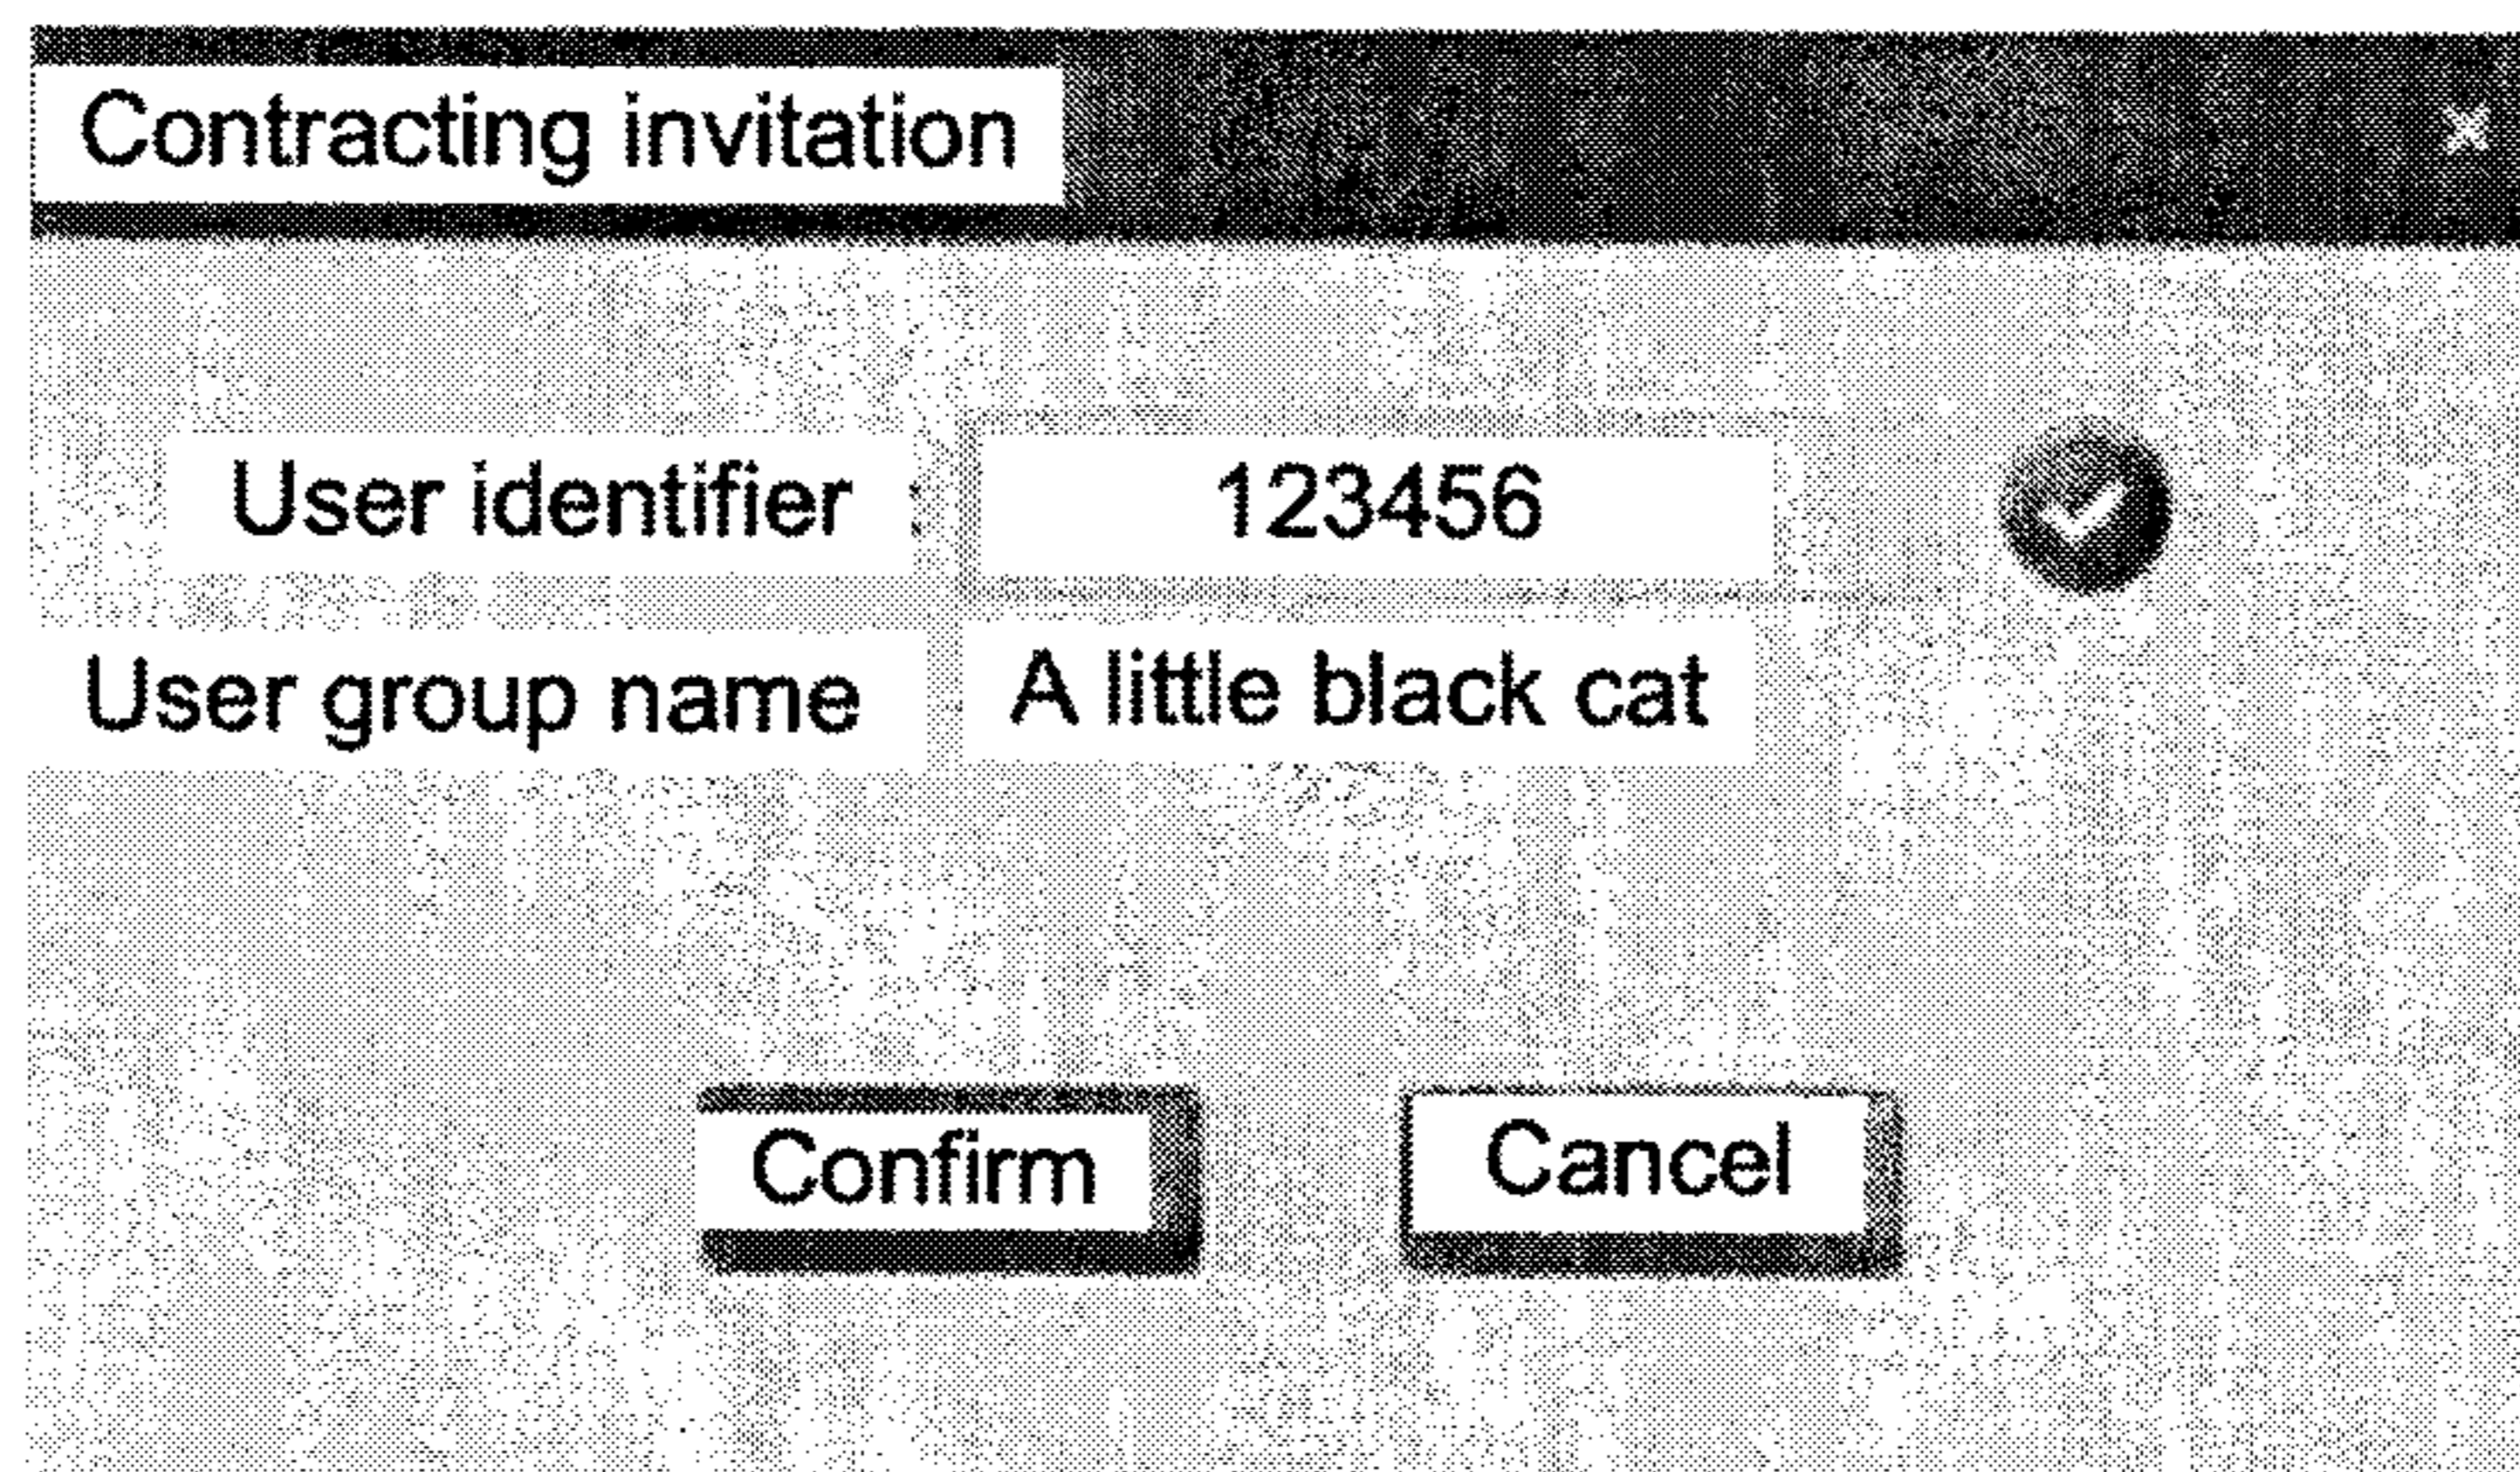 Contracting invitation
User identifier : 123456
User group name A little black cat
Confirm Cancel